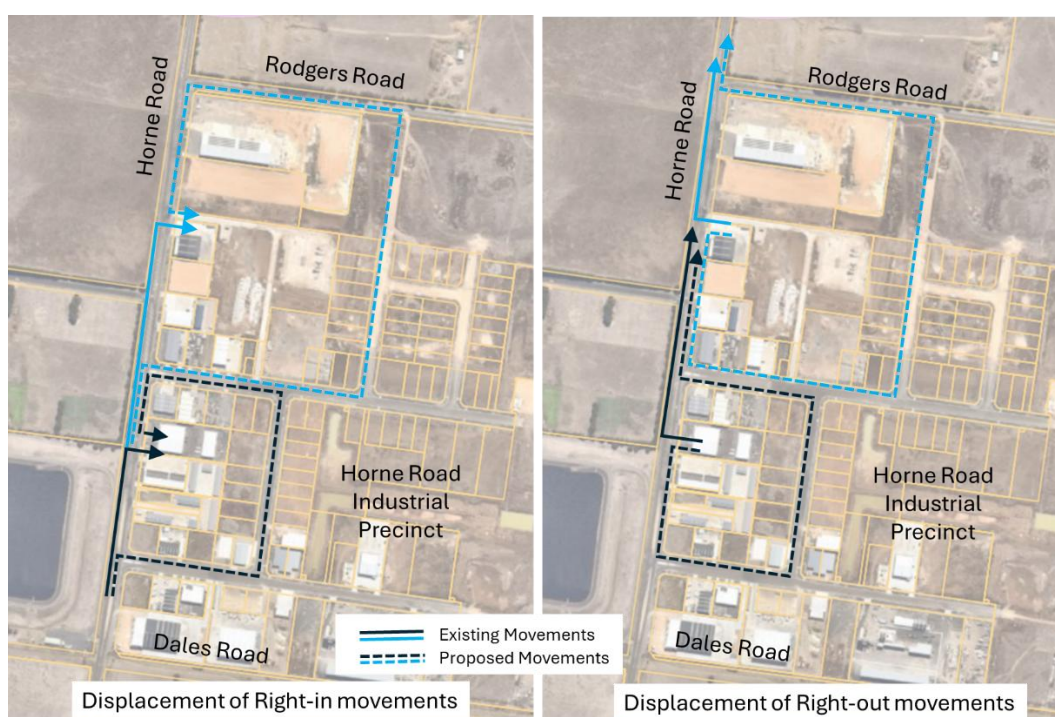 Rodgers Road
Horne Road
Horne Road
Industrial
Precinct
Dales Road
Displacement of Right-in movements
Rodgers Road
Horne Road
Horne Road
Industrial
Precinct
Dales Road
Displacement of Right-out movements
Existing Movements
Proposed Movements